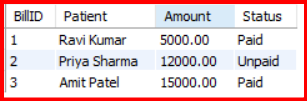 BillID Patient Amount Status
1 Ravi Kumar 5000.00 Paid
2 Priya Sharma 12000.00 Unpaid
3 Amit Patel 15000.00 Paid